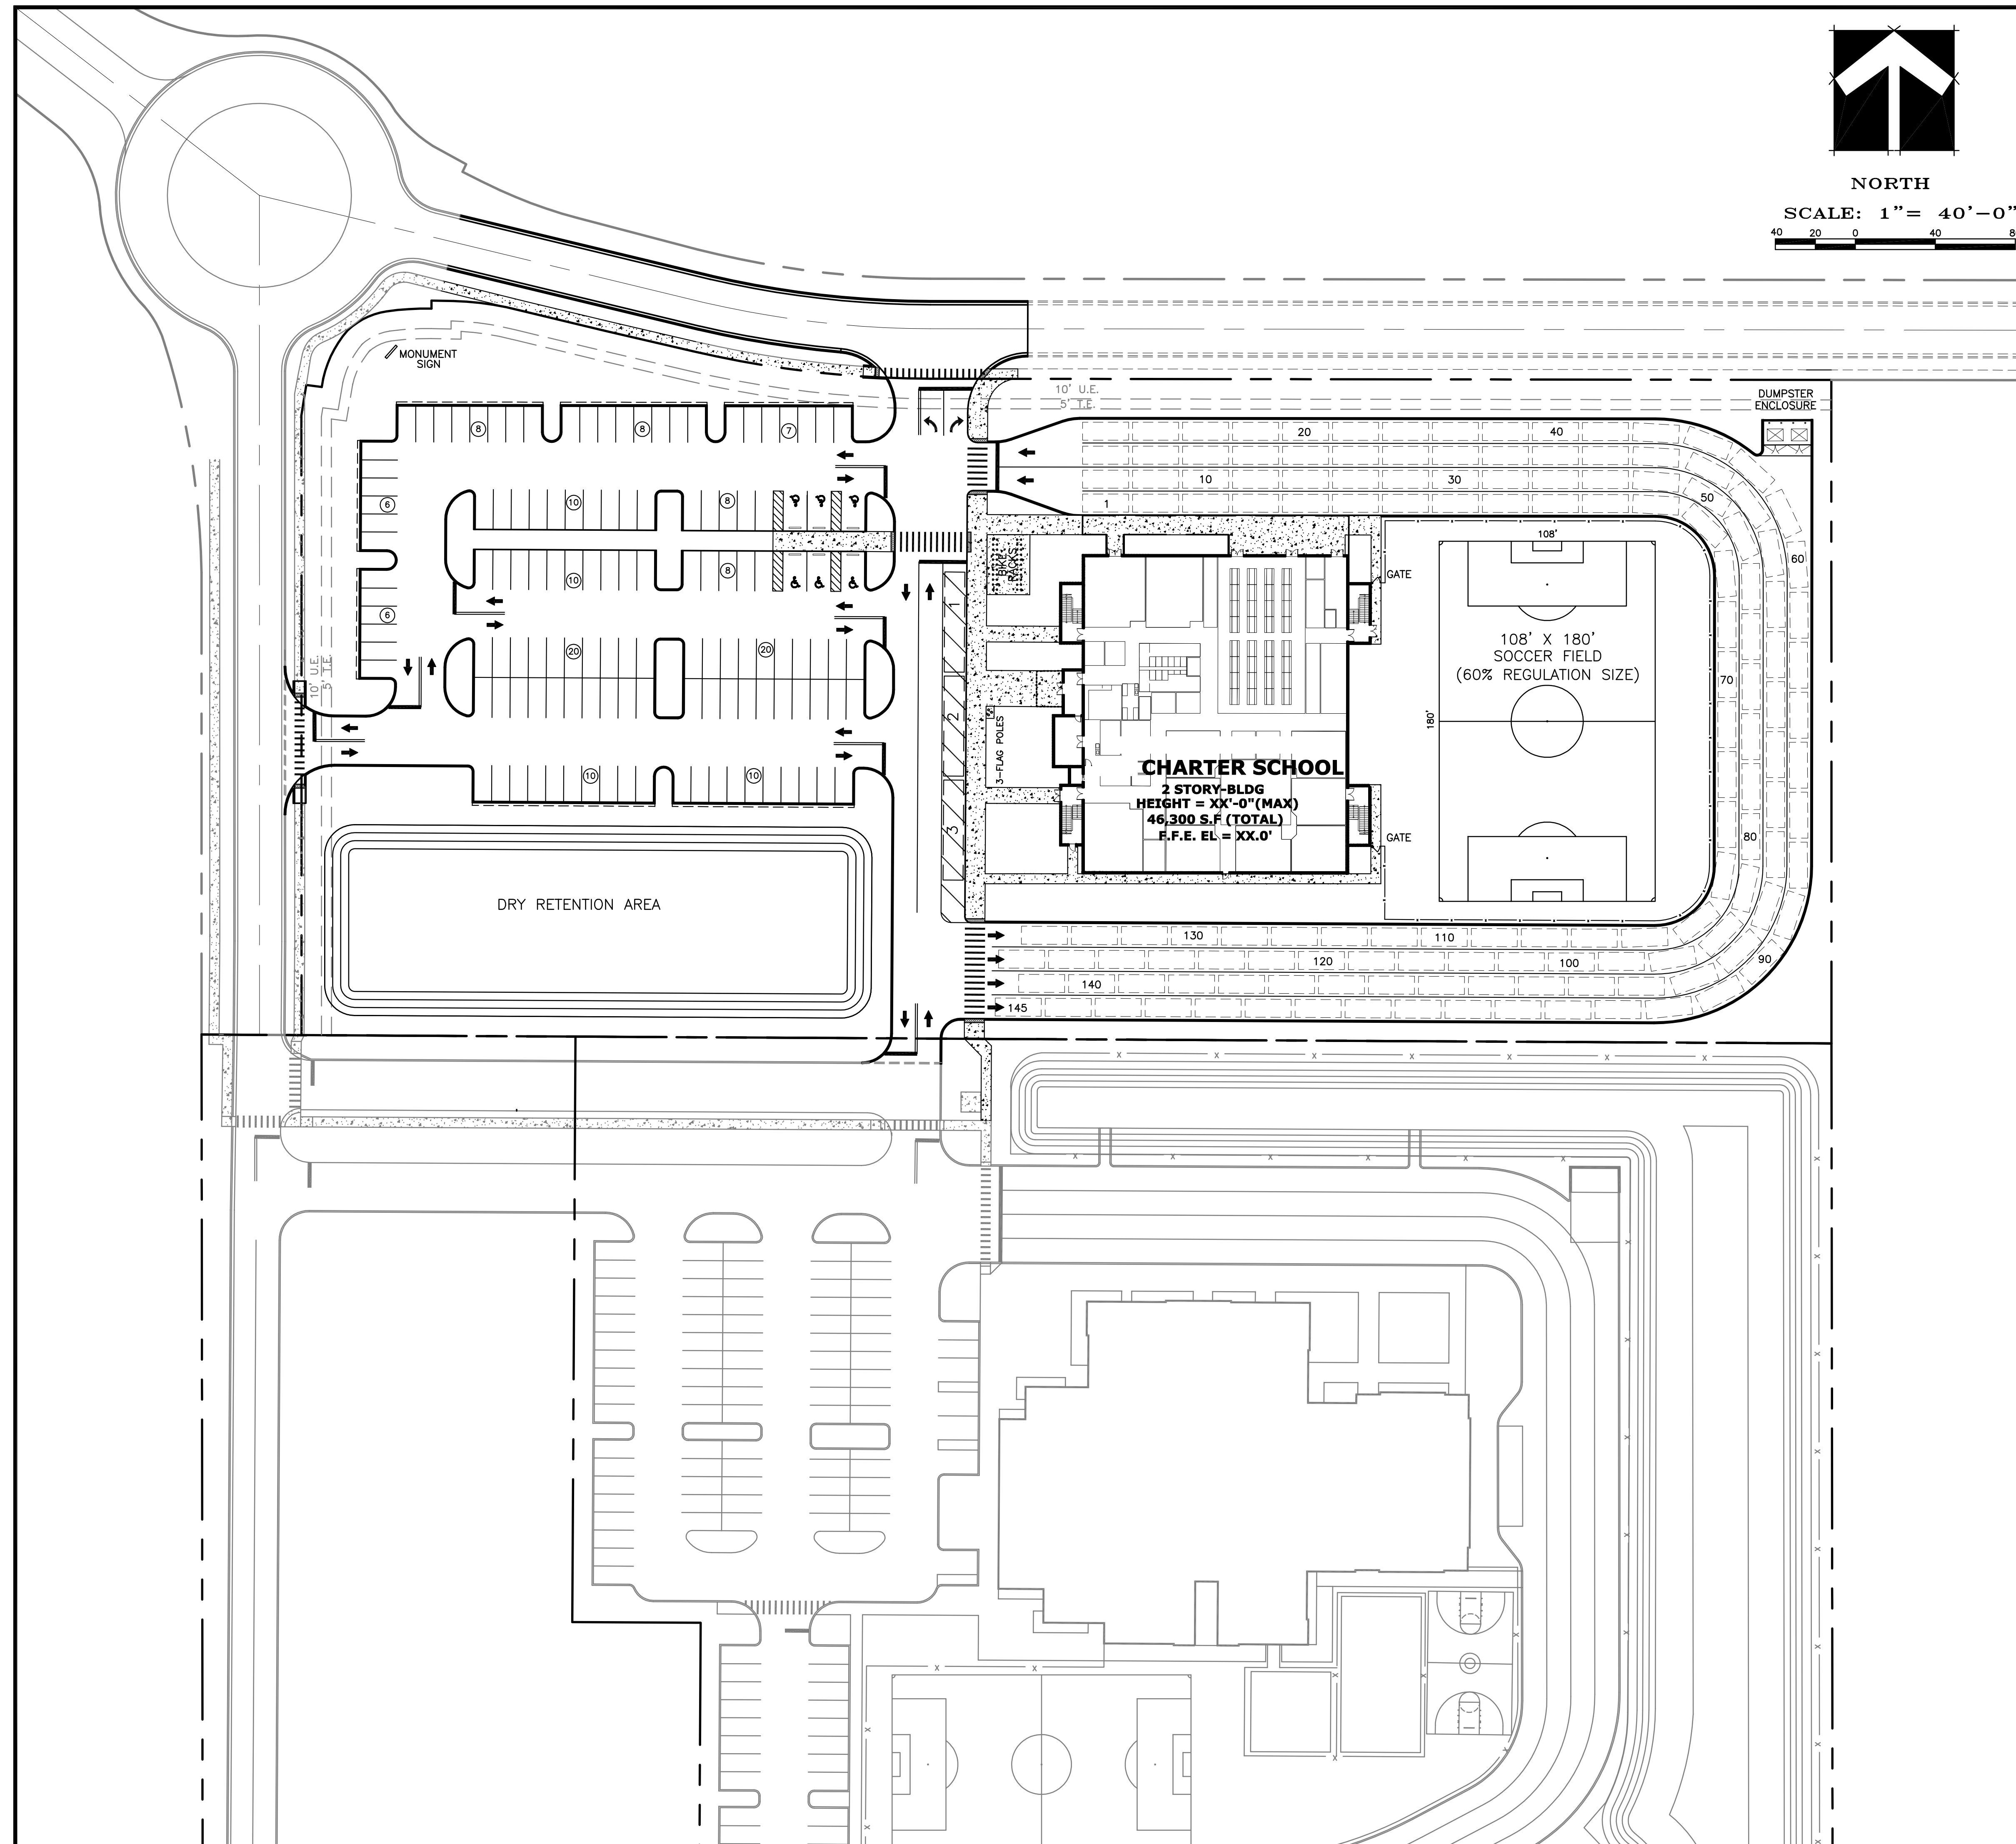 NORTH
SCALE: 1"= 40'-0"
40 20 0 40 8
MONUMENT
SIGN
10' U.E.
5' T.E.
DUMPSTER
ENCLOSURE
8
8
7
20
40
10
30
1
50
6
10
8
108'
BIKE
RACKS
60
GATE
10
8
1
6
108' X 180'
SOCCER FIELD
(60% REGULATION SIZE)
20
20
10' U.E.
5' T.E.
70
2
3-FLAG POLES
180'
CHARTER SCHOOL
2 STORY-BLDG
HEIGHT = XX'-0"(MAX)
46,300 S.F (TOTAL)
F.F.E. EL = XX.0'
10
10
3
80
GATE
DRY RETENTION AREA
130
110
120
100
90
140
145